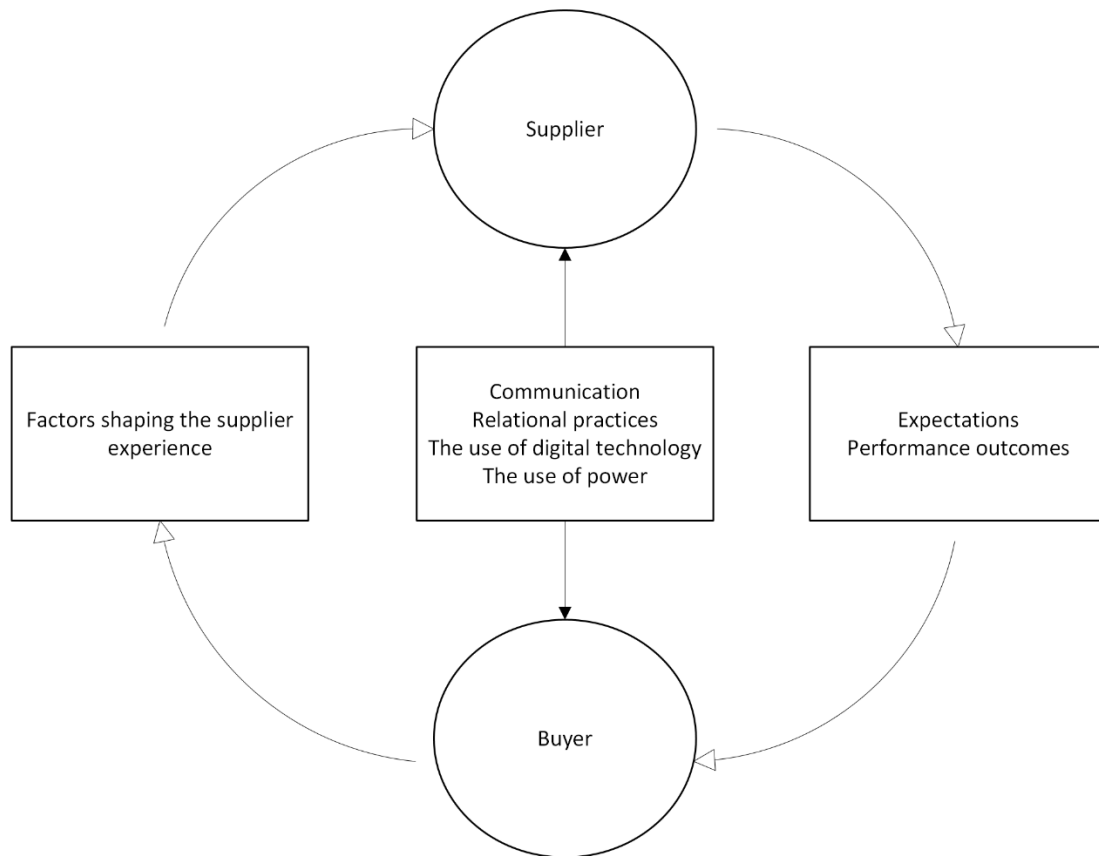 Supplier
Factors shaping the supplier
experience
Communication
Relational practices
The use of digital technology
The use of power
Expectations
Performance outcomes
Buyer